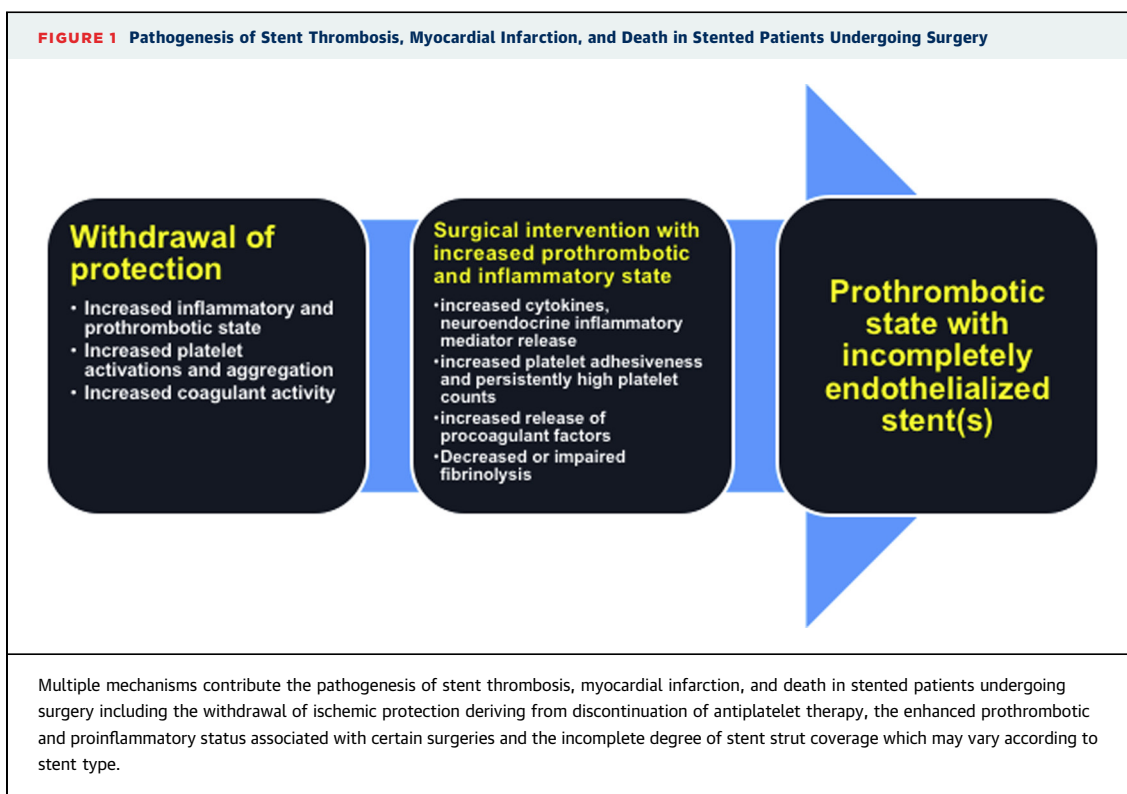 FIGURE 1 Pathogenesis of Stent Thrombosis, Myocardial Infarction, and Death in Stented Patients Undergoing Surgery
Withdrawal of
protection
• Increased inflammatory and
prothrombotic state
• Increased platelet
activations and aggregation
• Increased coagulant activity
Surgical intervention with
increased prothrombotic
and inflammatory state
•increased cytokines,
neuroendocrine inflammatory
mediator release
•increased platelet adhesiveness
and persistently high platelet
counts
•increased release of
procoagulant factors
•Decreased or impaired
fibrinolysis
Prothrombotic
state with
incompletely
endothelialized
stent(s)
Multiple mechanisms contribute the pathogenesis of stent thrombosis, myocardial infarction, and death in stented patients undergoing
surgery including the withdrawal of ischemic protection deriving from discontinuation of antiplatelet therapy, the enhanced prothrombotic
and proinflammatory status associated with certain surgeries and the incomplete degree of stent strut coverage which may vary according to
stent type.